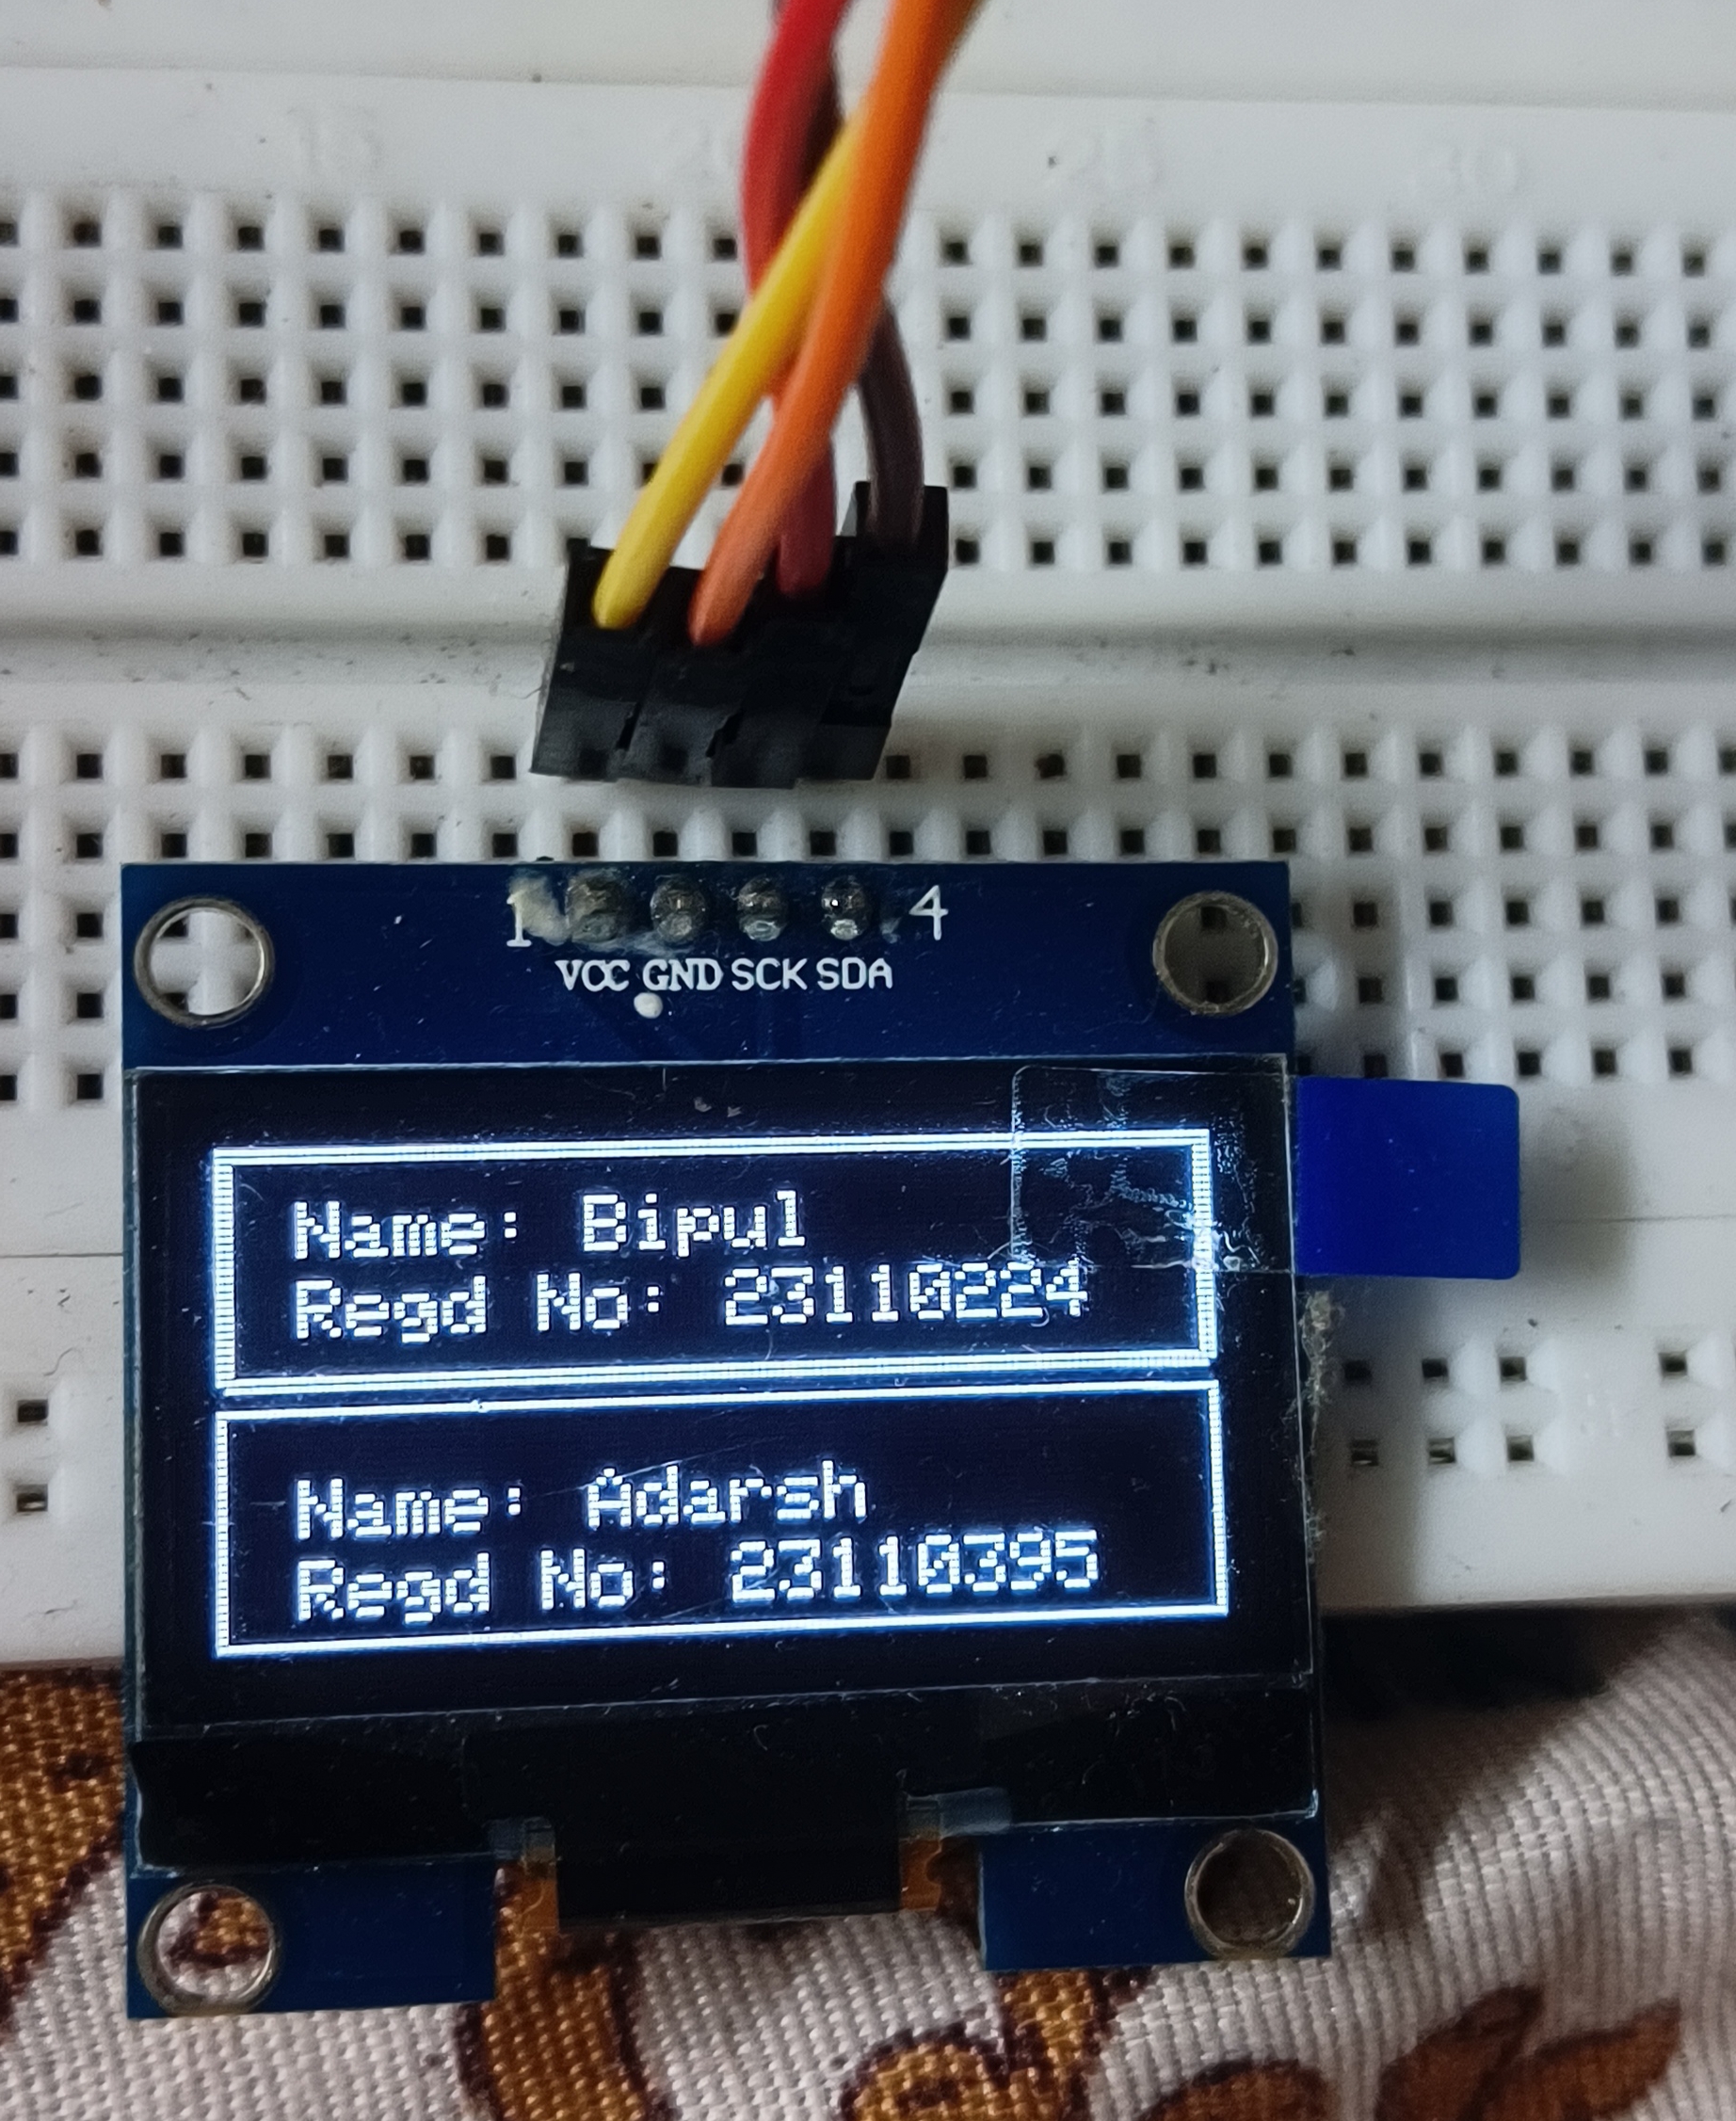 1 4
VCC GND SCK SDA
Name: Bipul
Regd No: 23110224
Name: Adarsh
Regd No: 23110395